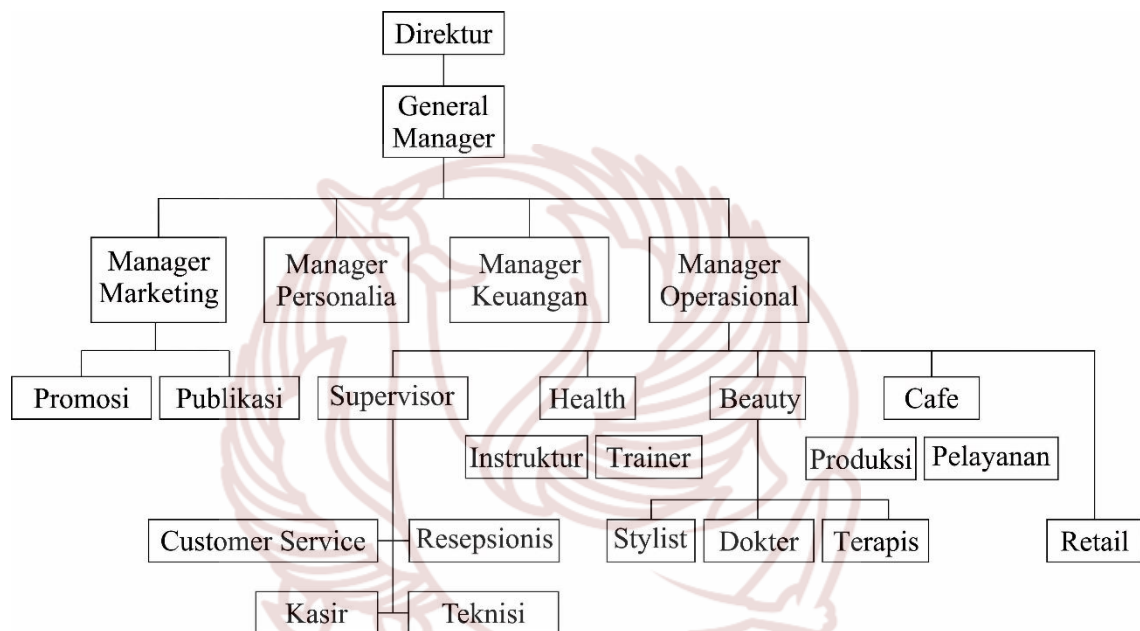 Direktur
General
Manager
Manager
Marketing
Manager
Personalia
Manager
Keuangan
Manager
Operasional
Promosi
Publikasi
Supervisor
Health
Beauty
Cafe
Instruktur
Trainer
Produksi
Pelayanan
Customer Service
Resepsionis
Stylist
Dokter
Terapis
Retail
Kasir
Teknisi